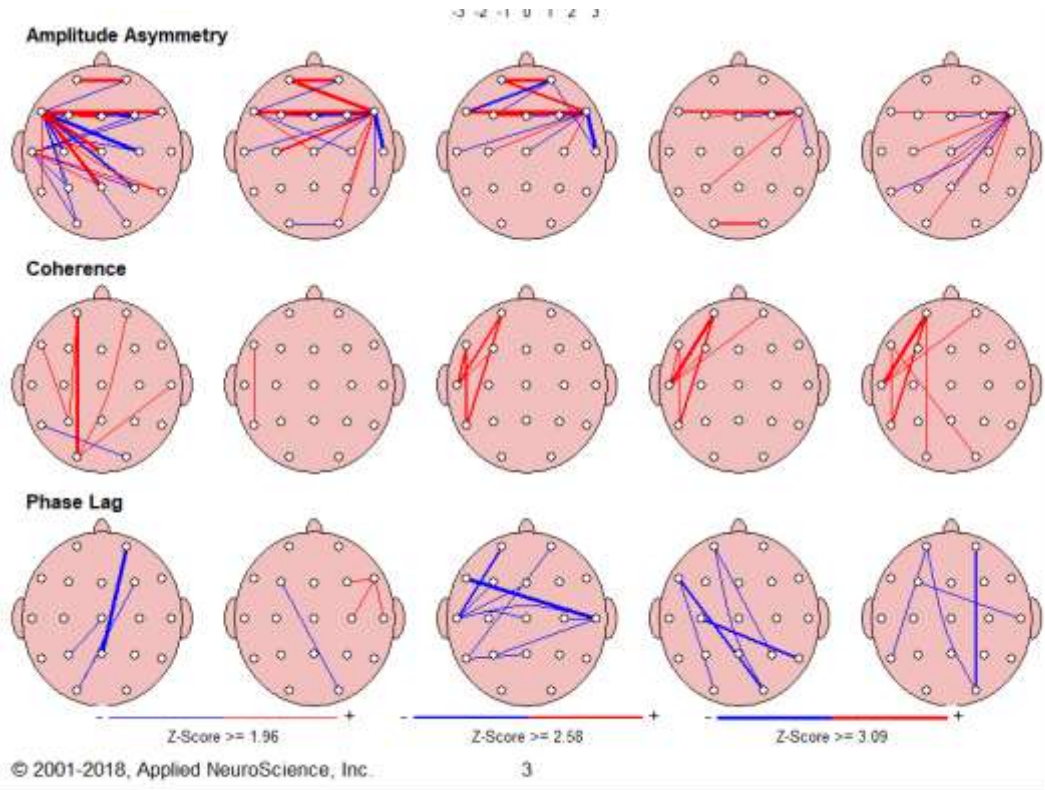 -3 -2 -1 0 1 2 3
Amplitude Asymmetry
Coherence
Phase Lag
- + - + - +
Z-Score >= 1.96 Z-Score >= 2.58 Z-Score >= 3.09
© 2001-2018, Applied NeuroScience, Inc. 3